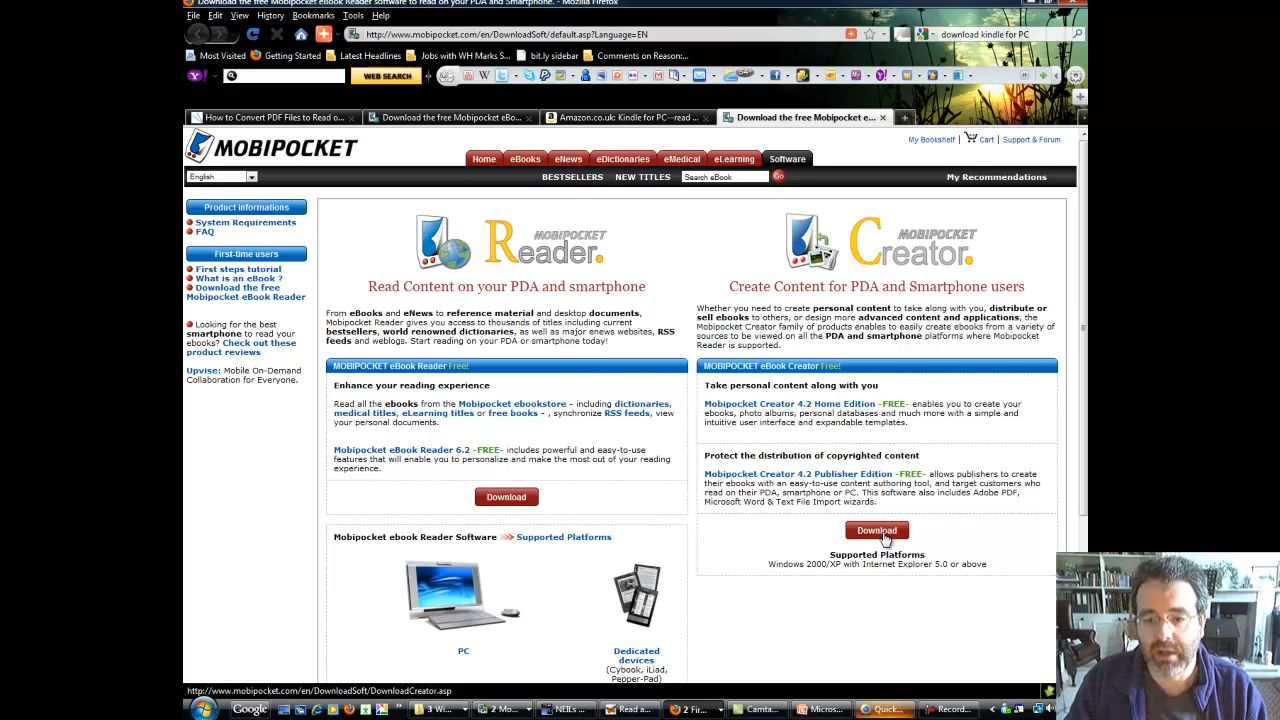 Download the free Mobipocket eBook Reader software to read on your PDA and Smartphone. - Mozilla Firefox
File Edit View History Bookmarks Tools Help
http://www.mobipocket.com/en/DownloadSoft/default.asp?Language=EN
download kindle for PC
Most Visited Getting Started Latest Headlines Jobs with WH Marks S... bit.ly sidebar Comments on Reason:...
WEB SEARCH
How to Convert PDF Files to Read o... Download the free Mobipocket eBo... Amazon.co.uk: Kindle for PC--read ... Download the free Mobipocket e...
MOBIPOCKET
My Bookshelf | Cart | Support & Forum
Home eBooks eNews eDictionaries eMedical eLearning Software
English
BESTSELLERS NEW TITLES Search eBook Go My Recommendations
Product informations
System Requirements
FAQ
First-time users
First steps tutorial
What is an eBook ?
Download the free
Mobipocket eBook Reader
Looking for the best
smartphone to read your
ebooks? Check out these
product reviews
Upvise: Mobile On-Demand
Collaboration for Everyone.
MOBIPOCKET
Reader.
Read Content on your PDA and smartphone
From eBooks and eNews to reference material and desktop documents,
Mobipocket Reader gives you access to thousands of titles including current
bestsellers, world renowned dictionaries, as well as major enews websites, RSS
feeds and weblogs. Start reading on your PDA or smartphone today!
MOBIPOCKET eBook Reader Free!
Enhance your reading experience
Read all the ebooks from the Mobipocket ebookstore - including dictionaries,
medical titles, eLearning titles or free books - , synchronize RSS feeds, view
your personal documents.
Mobipocket eBook Reader 6.2 -FREE- includes powerful and easy-to-use
features that will enable you to personalize and make the most out of your reading
experience.
Download
Mobipocket ebook Reader Software >>> Supported Platforms
PC
Dedicated
devices
(Cybook, iLiad,
Pepper-Pad)
MOBIPOCKET
Creator.
Create Content for PDA and Smartphone users
Whether you need to create personal content to take along with you, distribute or
sell ebooks to others, or design more advanced content and applications, the
Mobipocket Creator family of products enables to easily create ebooks from a variety of
sources to be viewed on all the PDA and smartphone platforms where Mobipocket
Reader is supported.
MOBIPOCKET eBook Creator Free!
Take personal content along with you
Mobipocket Creator 4.2 Home Edition -FREE- enables you to create your
ebooks, photo albums, personal databases and much more with a simple and
intuitive user interface and expandable templates.
Protect the distribution of copyrighted content
Mobipocket Creator 4.2 Publisher Edition -FREE- allows publishers to create
their ebooks with an easy-to-use content authoring tool, and target customers who
read on their PDA, smartphone or PC. This software also includes Adobe PDF,
Microsoft Word & Text File Import wizards.
Download
Supported Platforms
Windows 2000/XP with Internet Explorer 5.0 or above
http://www.mobipocket.com/en/DownloadSoft/DownloadCreator.asp
Google 3 Wi... 2 Mo... NEILs ... Read a... 2 Fir... Camta... Micros... Quick... Record...